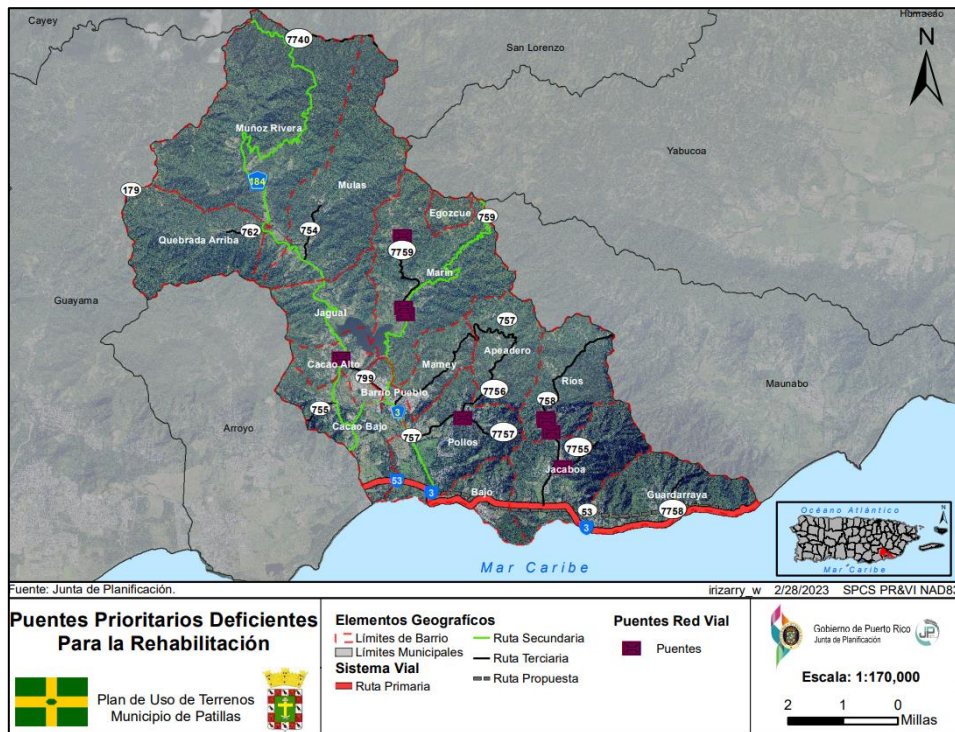 Cayey
Humacao
7740
San Lorenzo
N
Muñoz Rivera
Yabucoa
184
179
Mulas
Egozcue
759
762
754
Quebrada Arriba
7759
Marin
Guayama
Jagual
757
Apeadero
Mamey
Cacao Alto
Ríos
Maunabo
799
Barrio Pueblo
7756
758
755
3
Arroyo
Cacao Bajo
757
Pollos
7757
7755
Jacaboa
53
3
Bajo
Guardarraya
53
7758
3
Océano Atlántico
N
Mar Caribe
Mar Caribe
Fuente: Junta de Planificación.
irizarry_w 2/28/2023 SPCS PR&VI NAD83
Puentes Prioritarios Deficientes
Para la Rehabilitación
Plan de Uso de Terrenos
Municipio de Patillas
Elementos Geograficos
Límites de Barrio
Límites Municipales
Sistema Vial
Ruta Primaria
Ruta Secundaria
Ruta Terciaria
Ruta Propuesta
Puentes Red Vial
Puentes
Gobierno de Puerto Rico
Junta de Planificación
JP
Escala: 1:170,000
2 1 0
Millas